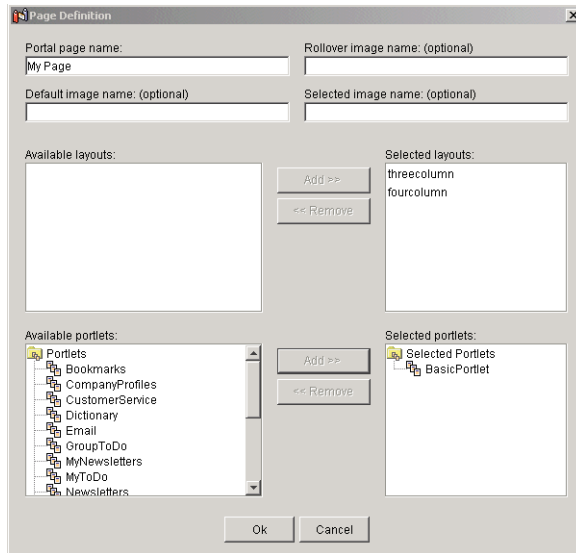 Page Definition
Portal page name:
My Page
Rollover image name: (optional)
Default image name: (optional)
Selected image name: (optional)
Available layouts:
Add >>
<< Remove
Selected layouts:
threecolumn
fourcolumn
Available portlets:
Portlets
Bookmarks
CompanyProfiles
CustomerService
Dictionary
Email
GroupToDo
MyNewsletters
MyToDo
Newsletters
Add >>
<< Remove
Selected portlets:
Selected Portlets
BasicPortlet
Ok
Cancel